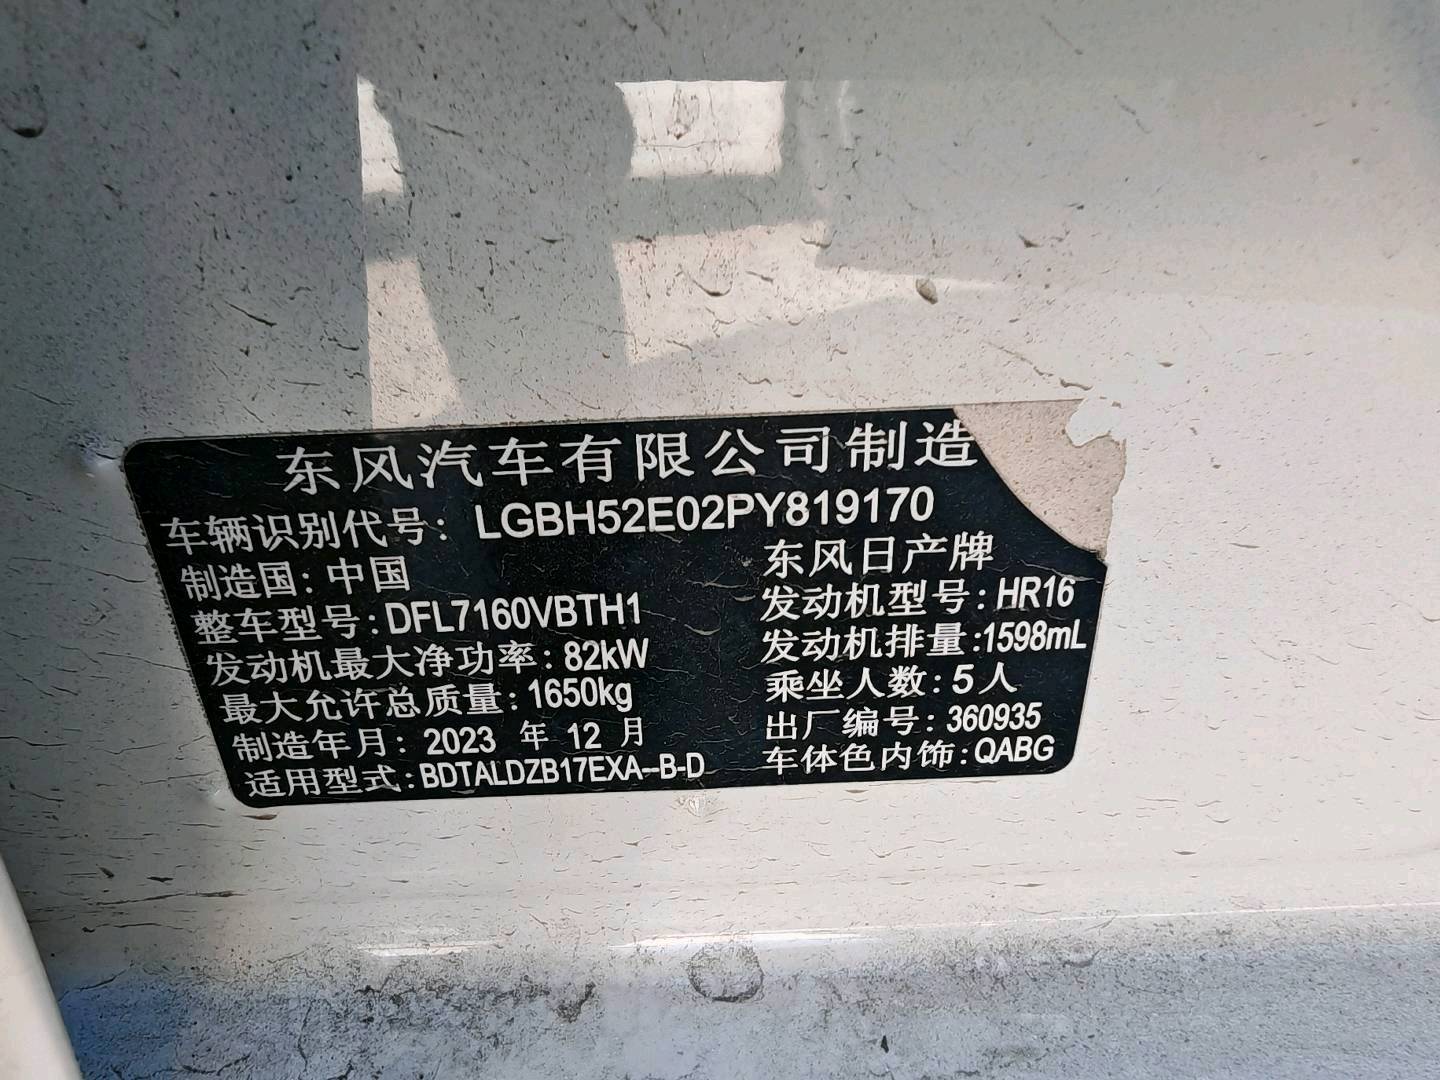 东风汽车有限公司制造
车辆识别代号: LGBH52E02PY819170
制造国: 中国 东风日产牌
整车型号:DFL7160VBTH1 发动机型号:HR16
发动机最大净功率: 82kW 发动机排量:1598mL
最大允许总质量: 1650kg 乘坐人数: 5人
制造年月: 2023 年 12 月 出厂编号: 360935
适用型式:BDTALDZB17EXA--B-D 车体色内饰:QABG